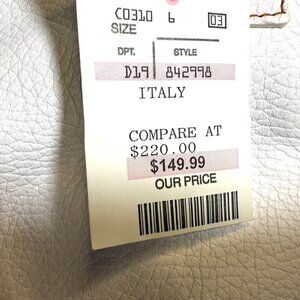 C0310 6 03
SIZE
DPT. STYLE
D19 842998
ITALY
COMPARE AT
$220.00
$149.99
OUR PRICE